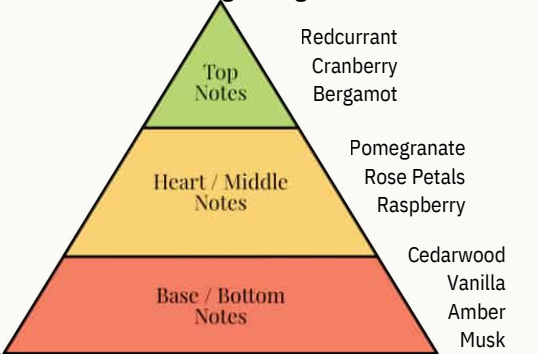 Top
Notes
Redcurrant
Cranberry
Bergamot
Heart / Middle
Notes
Pomegranate
Rose Petals
Raspberry
Base / Bottom
Notes
Cedarwood
Vanilla
Amber
Musk